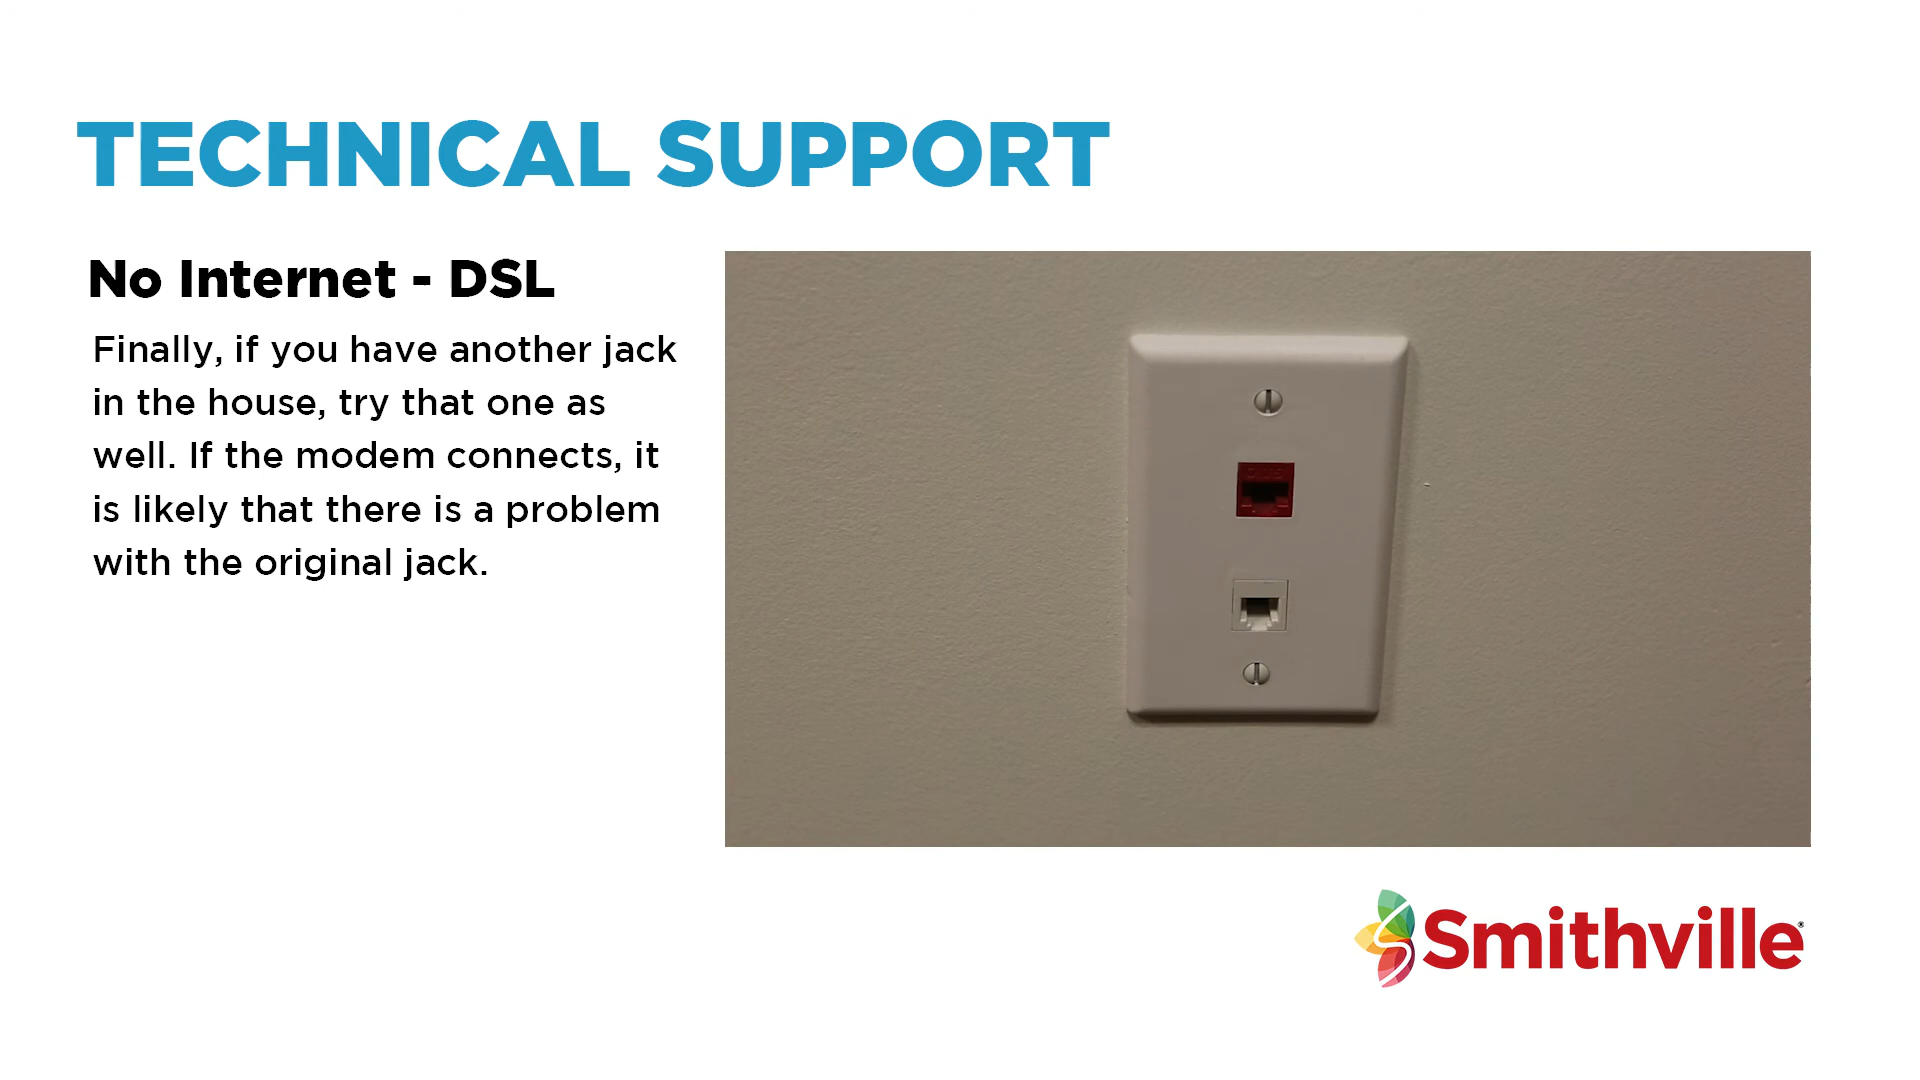 TECHNICAL SUPPORT
No Internet - DSL
Finally, if you have another jack
in the house, try that one as
well. If the modem connects, it
is likely that there is a problem
with the original jack.
Smithville®